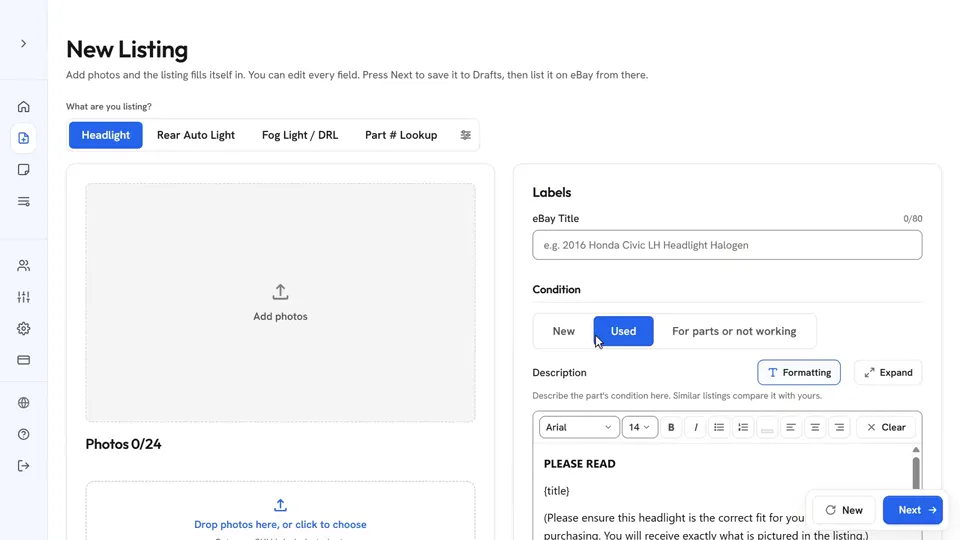 New Listing
Add photos and the listing fills itself in. You can edit every field. Press Next to save it to Drafts, then list it on eBay from there.
What are you listing?
Headlight
Rear Auto Light
Fog Light / DRL
Part # Lookup
Add photos
Photos 0/24
Drop photos here, or click to choose
Labels
eBay Title
0/80
e.g. 2016 Honda Civic LH Headlight Halogen
Condition
New
Used
For parts or not working
Description
Formatting
Expand
Describe the part's condition here. Similar listings compare it with yours.
Arial
14
B
I
Clear
PLEASE READ
{title}
(Please ensure this headlight is the correct fit for you
purchasing. You will receive exactly what is pictured in the listing.)
New
Next